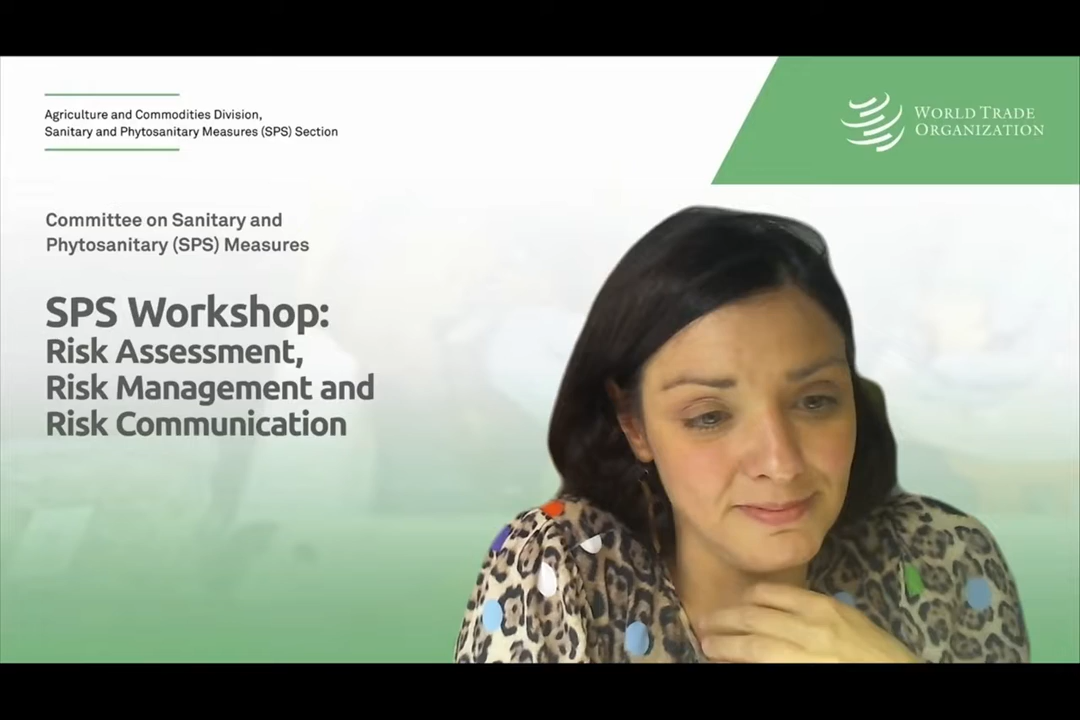 Agriculture and Commodities Division,
Sanitary and Phytosanitary Measures (SPS) Section
WORLD TRADE
ORGANIZATION
Committee on Sanitary and
Phytosanitary (SPS) Measures
SPS Workshop:
Risk Assessment,
Risk Management and
Risk Communication